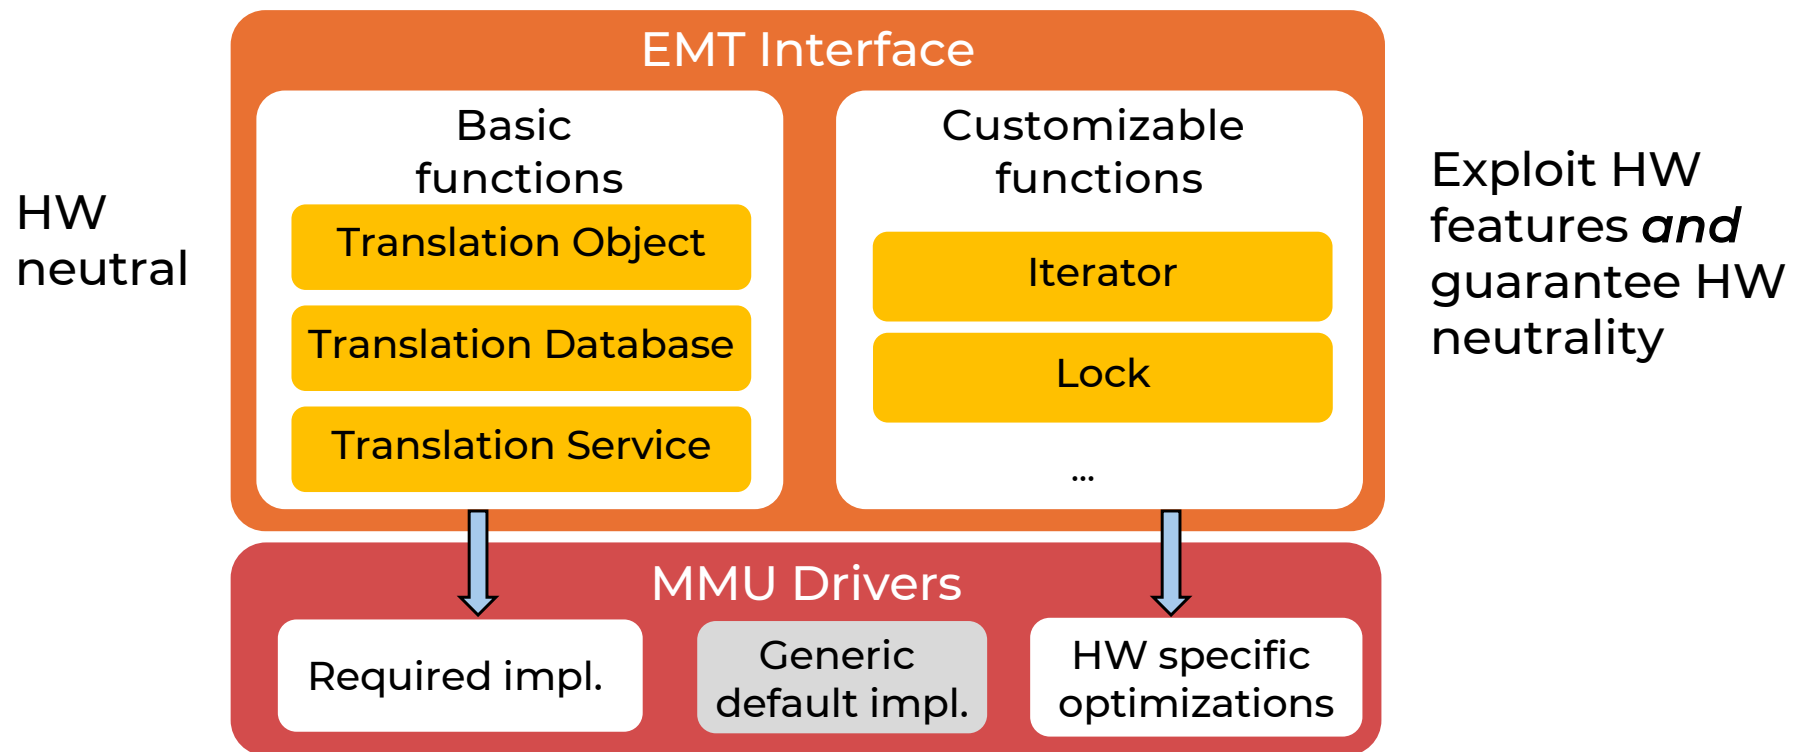 EMT Interface
HW
neutral
Basic
functions
Translation Object
Translation Database
Translation Service
Customizable
functions
Iterator
Lock
...
Exploit HW
features and
guarantee HW
neutrality
MMU Drivers
Required impl.
Generic
default impl.
HW specific
optimizations